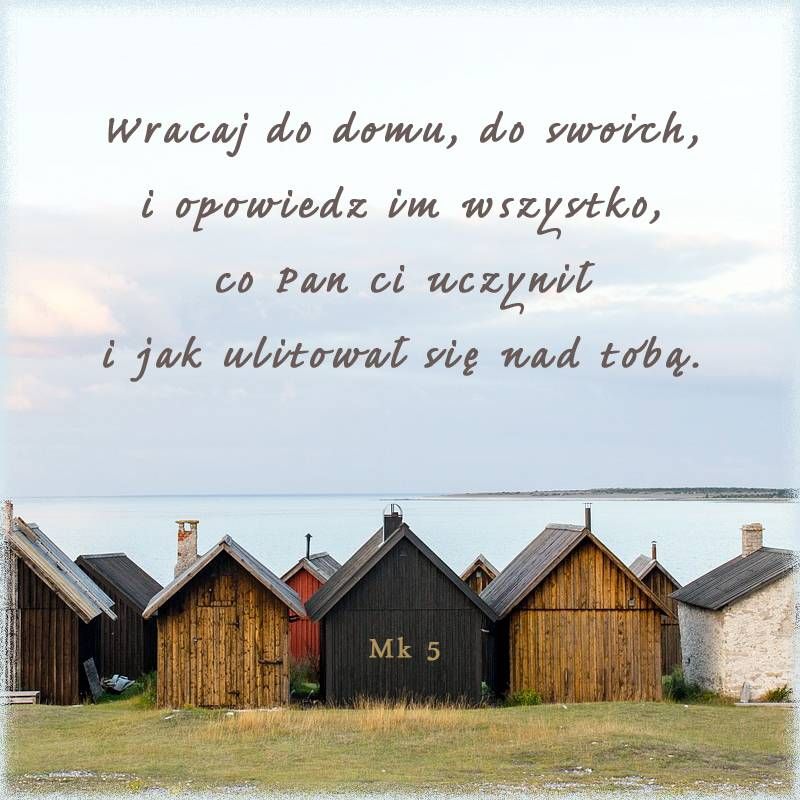 Wracaj do domu, do swoich,
i opowiedz im wszystko,
co Pan ci uczynił
i jak ulitował się nad tobą.
Mk 5